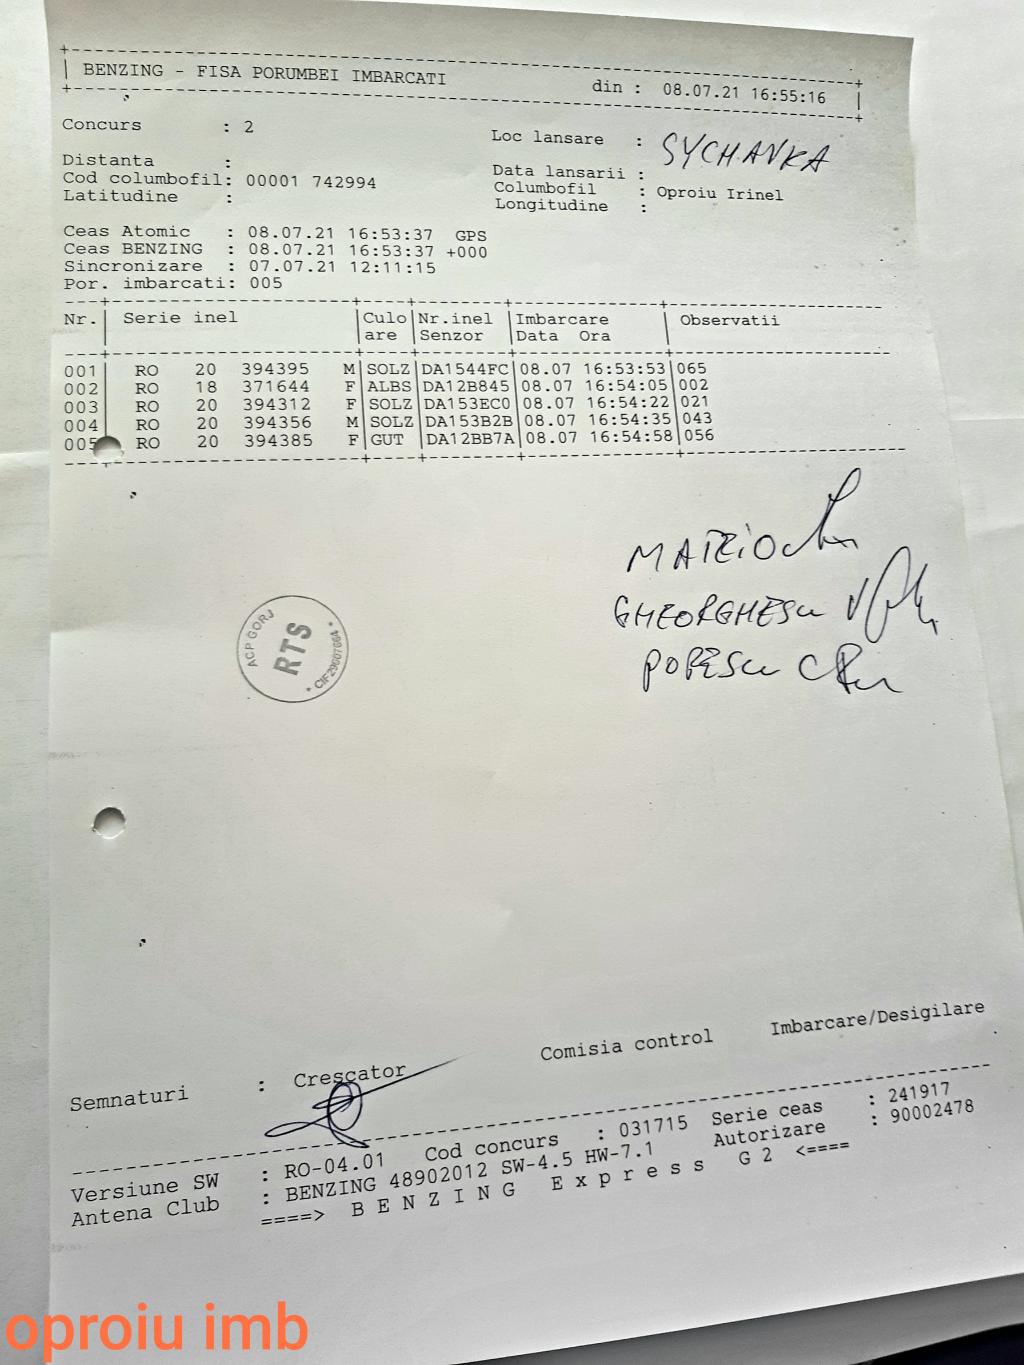 BENZING - FISA PORUMBEI IMBARCATI din : 08.07.21 16:55:16
Concurs : 2
Loc lansare : SYCHAVKA
Distanta :
Data lansarii :
Cod columbofil: 00001 742994
Columbofil : Oproiu Irinel
Latitudine :
Longitudine :
Ceas Atomic : 08.07.21 16:53:37 GPS
Ceas BENZING : 08.07.21 16:53:37 +000
Sincronizare : 07.07.21 12:11:15
Por. imbarcati: 005
Nr.| Serie inel |Culo|Nr.inel |Imbarcare | Observatii
|are |Senzor |Data Ora |
001| RO 20 394395 M|SOLZ|DA1544FC|08.07 16:53:53|065
002| RO 18 371644 F|ALBS|DA12B845|08.07 16:54:05|002
003| RO 20 394312 F|SOLZ|DA153EC0|08.07 16:54:22|021
004| RO 20 394356 M|SOLZ|DA153B2B|08.07 16:54:35|043
005 RO 20 394385 F|GUT |DA12BB7A|08.07 16:54:58|056
GHEORGHESCU
POPESCU
ACP GORJ
RTS
* CIF29607664 *
Semnaturi : Crescator Comisia control Imbarcare/Desigilare
Versiune SW : RO-04.01 Cod concurs : 031715 Serie ceas : 241917
Antena Club : BENZING 48902012 SW-4.5 HW-7.1 Autorizare : 90002478
====> B E N Z I N G E x p r e s s G 2 <====
oproiu imb